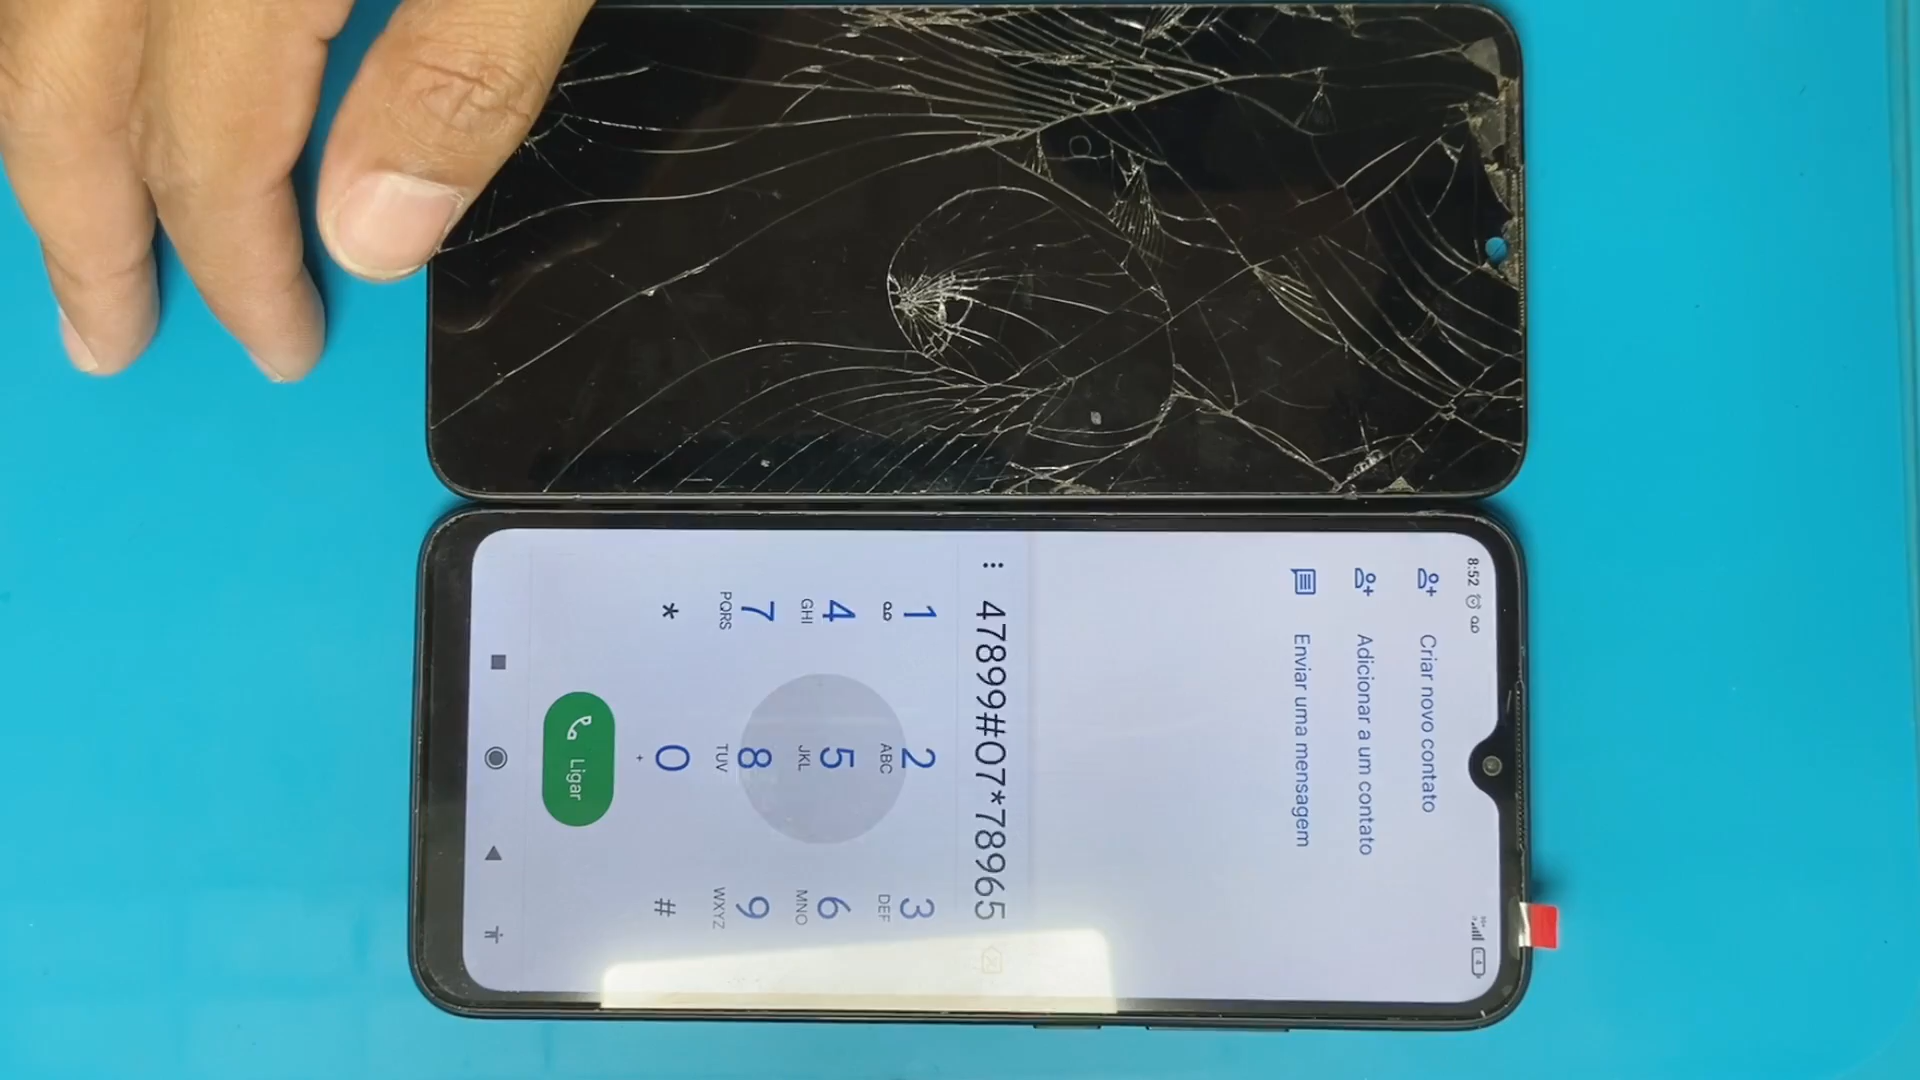 8:52
Criar novo contato
Adicionar a um contato
Enviar uma mensagem
47899#07*78965
1
2 ABC
3 DEF
4 GHI
5 JKL
6 MNO
7 PQRS
8 TUV
9 WXYZ
*
0 +
#
Ligar